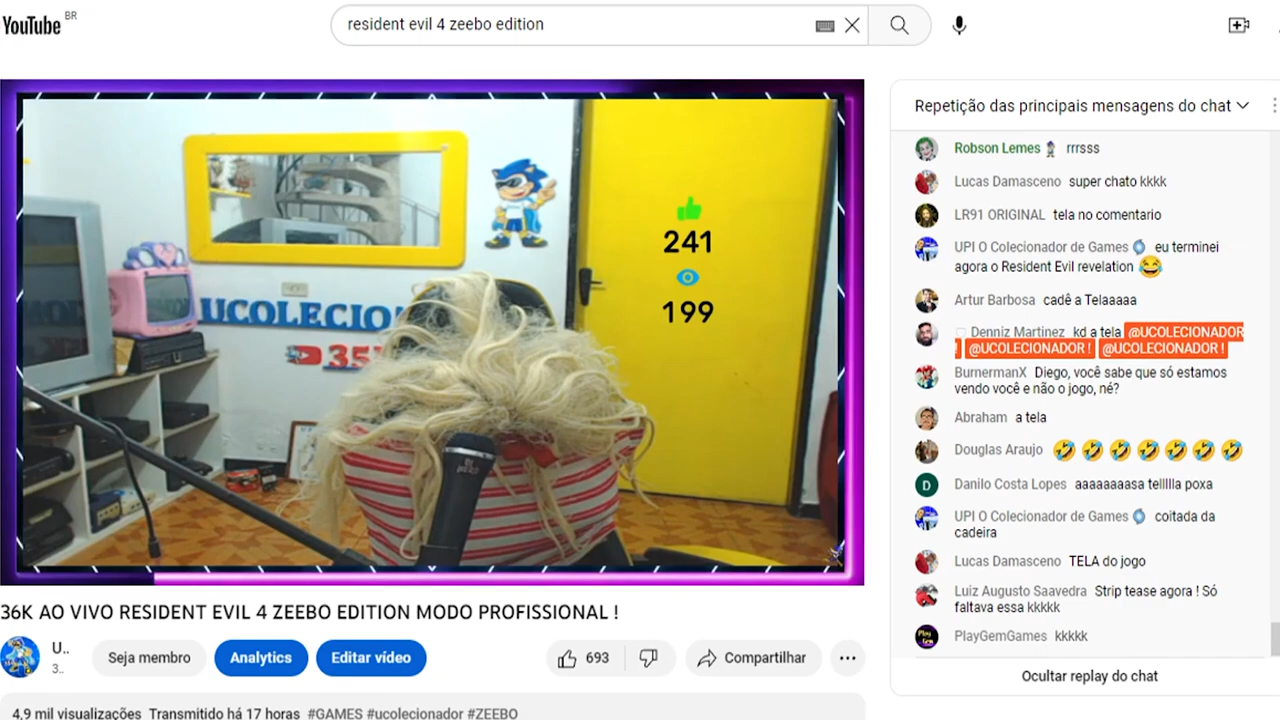 YouTube BR
resident evil 4 zeebo edition
UCOLECIO
35
241
199
36K AO VIVO RESIDENT EVIL 4 ZEEBO EDITION MODO PROFISSIONAL !
U..
3..
Seja membro
Analytics
Editar vídeo
693
Compartilhar
4,9 mil visualizações Transmitido há 17 horas #GAMES #ucolecionador #ZEEBO
Repetição das principais mensagens do chat
Robson Lemes rrrsss
Lucas Damasceno super chato kkkk
LR91 ORIGINAL tela no comentario
UPI O Colecionador de Games eu terminei
agora o Resident Evil revelation 😂
Artur Barbosa cadê a Telaaaaa
Denniz Martinez kd a tela @UCOLECIONADOR
! @UCOLECIONADOR ! @UCOLECIONADOR !
BurnermanX Diego, você sabe que só estamos
vendo você e não o jogo, né?
Abraham a tela
Douglas Araujo 🤣🤣🤣🤣🤣🤣🤣
D Danilo Costa Lopes aaaaaaaasa telllla poxa
UPI O Colecionador de Games coitada da
cadeira
Lucas Damasceno TELA do jogo
Luiz Augusto Saavedra Strip tease agora ! Só
faltava essa kkkkk
PlayGemGames kkkkk
Ocultar replay do chat